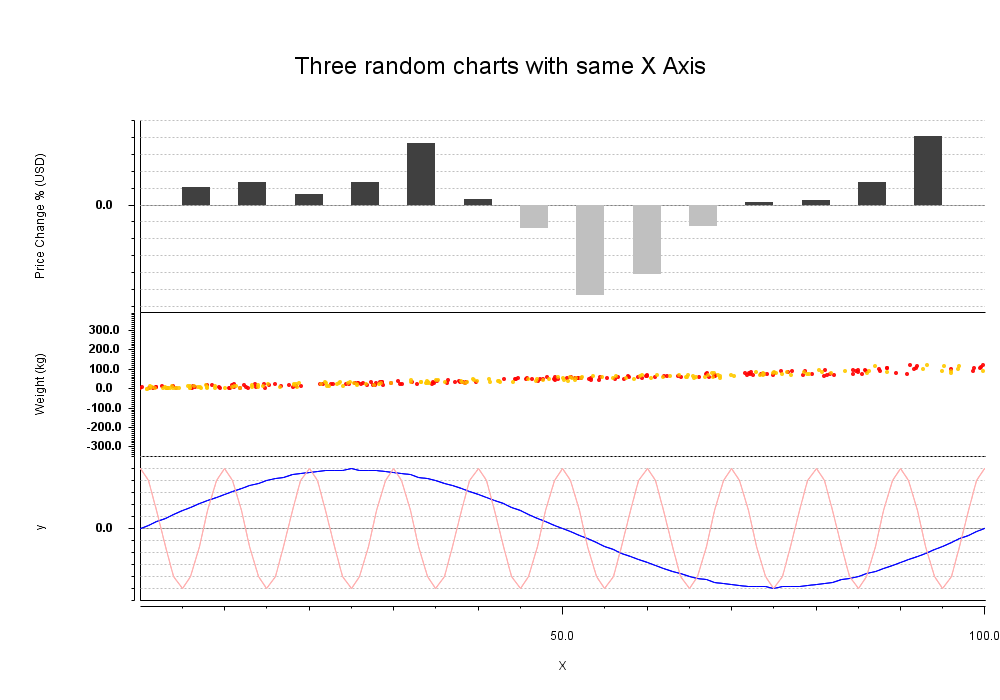 Three random charts with same X Axis
Price Change % (USD)
0.0
Weight (kg)
300.0
200.0
100.0
0.0
-100.0
-200.0
-300.0
y
0.0
50.0
100.0
X